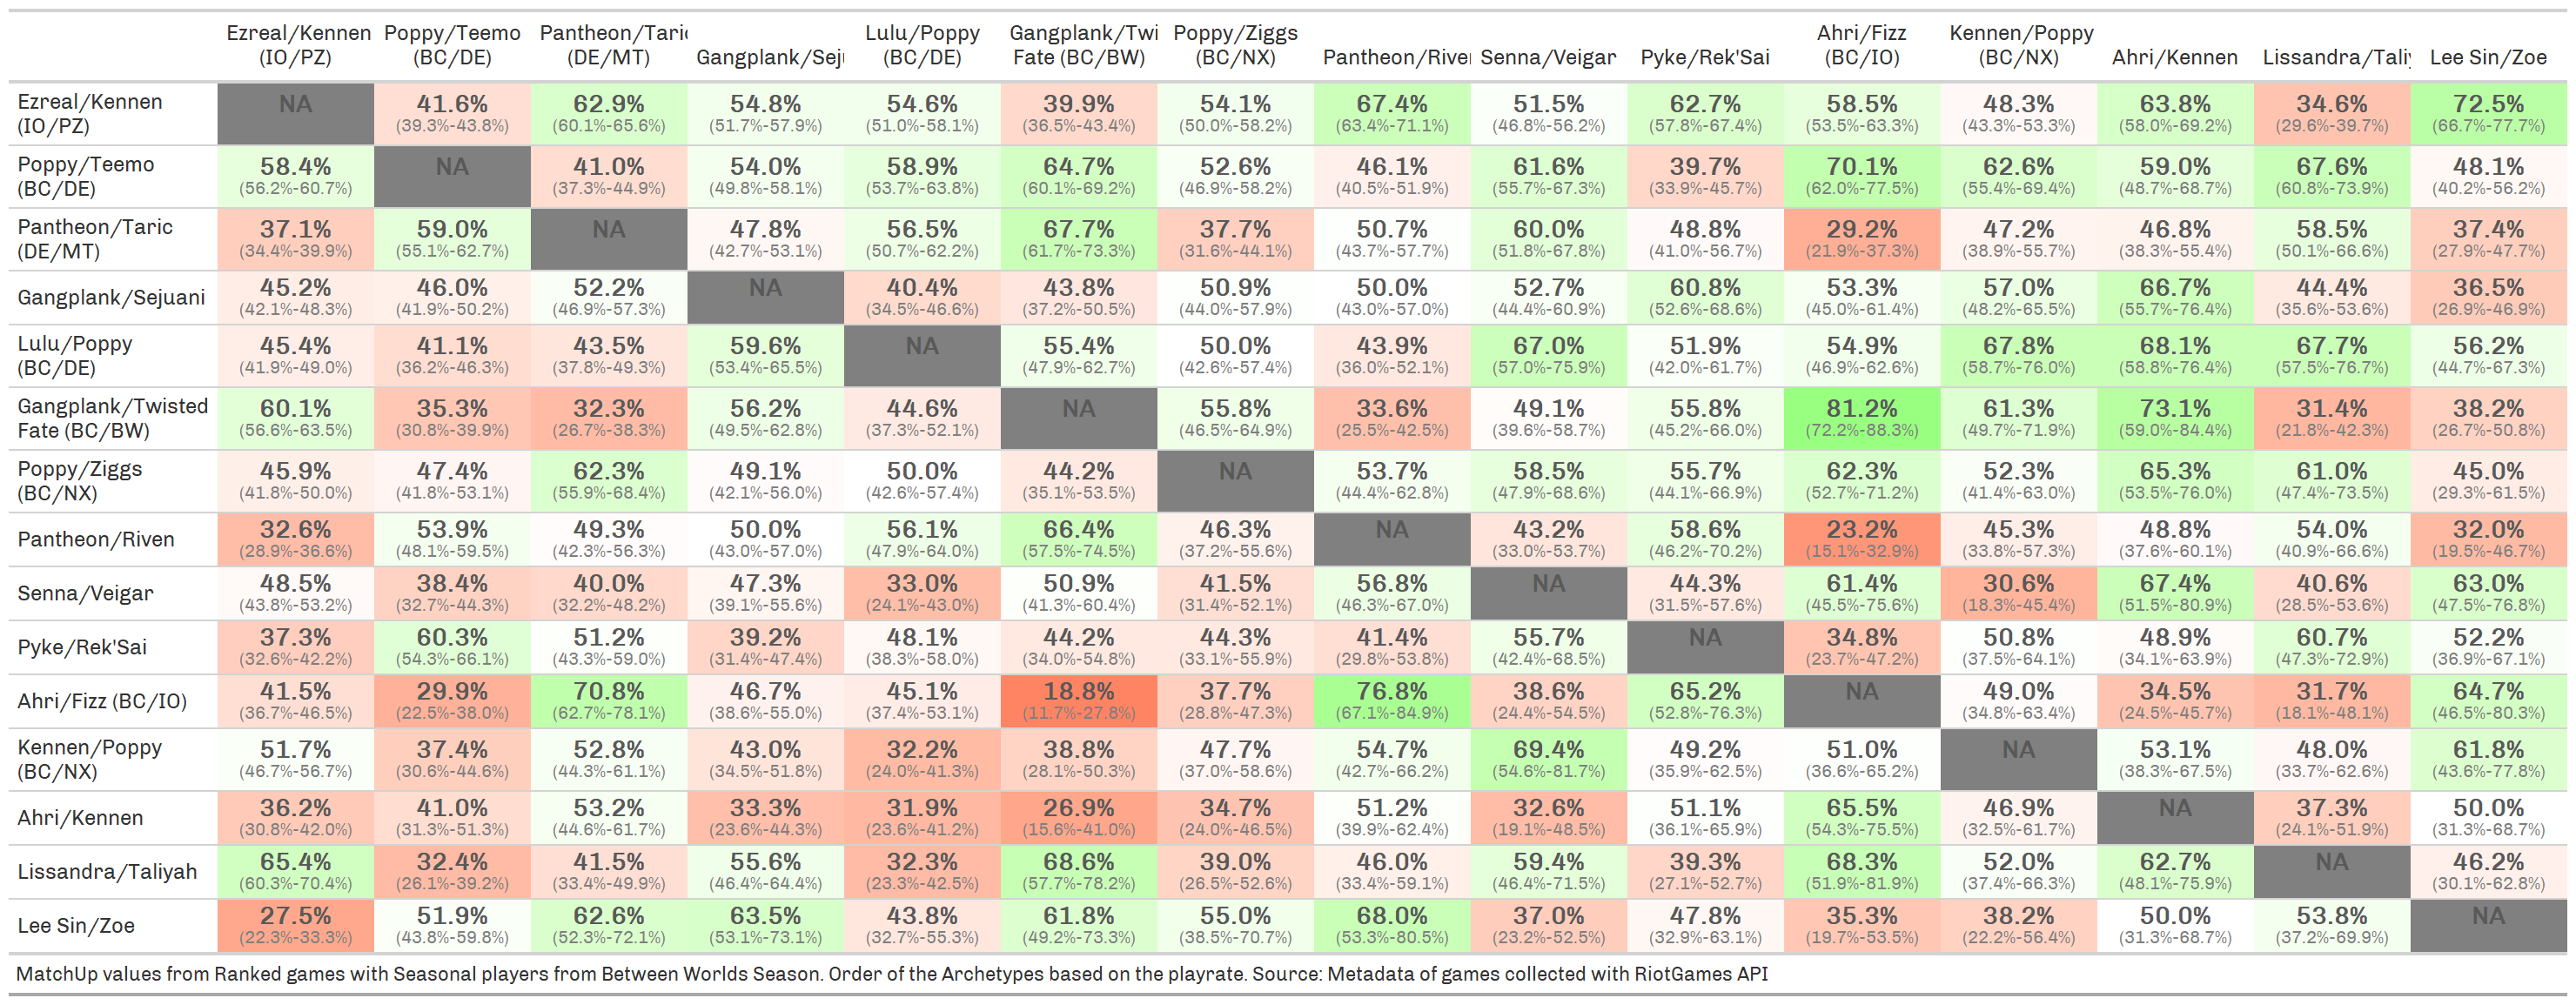 Ezreal/Kennen Poppy/Teemo Pantheon/Taric Lulu/Poppy Gangplank/Twi Poppy/Ziggs Ahri/Fizz Kennen/Poppy
(IO/PZ) (BC/DE) (DE/MT) Gangplank/Seju (BC/DE) Fate (BC/BW) (BC/NX) Pantheon/River Senna/Veigar Pyke/Rek'Sai (BC/IO) (BC/NX) Ahri/Kennen Lissandra/Taliy Lee Sin/Zoe
Ezreal/Kennen NA 41.6% 62.9% 54.8% 54.6% 39.9% 54.1% 67.4% 51.5% 62.7% 58.5% 48.3% 63.8% 34.6% 72.5%
(IO/PZ) (39.3%-43.8%) (60.1%-65.6%) (51.7%-57.9%) (51.0%-58.1%) (36.5%-43.4%) (50.0%-58.2%) (63.4%-71.1%) (46.8%-56.2%) (57.8%-67.4%) (53.5%-63.3%) (43.3%-53.3%) (58.0%-69.2%) (29.6%-39.7%) (66.7%-77.7%)
Poppy/Teemo 58.4% NA 41.0% 54.0% 58.9% 64.7% 52.6% 46.1% 61.6% 39.7% 70.1% 62.6% 59.0% 67.6% 48.1%
(BC/DE) (56.2%-60.7%) (37.3%-44.9%) (49.8%-58.1%) (53.7%-63.8%) (60.1%-69.2%) (46.9%-58.2%) (40.5%-51.9%) (55.7%-67.3%) (33.9%-45.7%) (62.0%-77.5%) (55.4%-69.4%) (48.7%-68.7%) (60.8%-73.9%) (40.2%-56.2%)
Pantheon/Taric 37.1% 59.0% NA 47.8% 56.5% 67.7% 37.7% 50.7% 60.0% 48.8% 29.2% 47.2% 46.8% 58.5% 37.4%
(DE/MT) (34.4%-39.9%) (55.1%-62.7%) (42.7%-53.1%) (50.7%-62.2%) (61.7%-73.3%) (31.6%-44.1%) (43.7%-57.7%) (51.8%-67.8%) (41.0%-56.7%) (21.9%-37.3%) (38.9%-55.7%) (38.3%-55.4%) (50.1%-66.6%) (27.9%-47.7%)
Gangplank/Sejuani 45.2% 46.0% 52.2% NA 40.4% 43.8% 50.9% 50.0% 52.7% 60.8% 53.3% 57.0% 66.7% 44.4% 36.5%
(42.1%-48.3%) (41.9%-50.2%) (46.9%-57.3%) (34.5%-46.6%) (37.2%-50.5%) (44.0%-57.9%) (43.0%-57.0%) (44.4%-60.9%) (52.6%-68.6%) (45.0%-61.4%) (48.2%-65.5%) (55.7%-76.4%) (35.6%-53.6%) (26.9%-46.9%)
Lulu/Poppy 45.4% 41.1% 43.5% 59.6% NA 55.4% 50.0% 43.9% 67.0% 51.9% 54.9% 67.8% 68.1% 67.7% 56.2%
(BC/DE) (41.9%-49.0%) (36.2%-46.3%) (37.8%-49.3%) (53.4%-65.5%) (47.9%-62.7%) (42.6%-57.4%) (36.0%-52.1%) (57.0%-75.9%) (42.0%-61.7%) (46.9%-62.6%) (58.7%-76.0%) (58.8%-76.4%) (57.5%-76.7%) (44.7%-67.3%)
Gangplank/Twisted 60.1% 35.3% 32.3% 56.2% 44.6% NA 55.8% 33.6% 49.1% 55.8% 81.2% 61.3% 73.1% 31.4% 38.2%
Fate (BC/BW) (56.6%-63.5%) (30.8%-39.9%) (26.7%-38.3%) (49.5%-62.8%) (37.3%-52.1%) (46.5%-64.9%) (25.5%-42.5%) (39.6%-58.7%) (45.2%-66.0%) (72.2%-88.3%) (49.7%-71.9%) (59.0%-84.4%) (21.8%-42.3%) (26.7%-50.8%)
Poppy/Ziggs 45.9% 47.4% 62.3% 49.1% 50.0% 44.2% NA 53.7% 58.5% 55.7% 62.3% 52.3% 65.3% 61.0% 45.0%
(BC/NX) (41.8%-50.0%) (41.8%-53.1%) (55.9%-68.4%) (42.1%-56.0%) (42.6%-57.4%) (35.1%-53.5%) (44.4%-62.8%) (47.9%-68.6%) (44.1%-66.9%) (52.7%-71.2%) (41.4%-63.0%) (53.5%-76.0%) (47.4%-73.5%) (29.3%-61.5%)
Pantheon/Riven 32.6% 53.9% 49.3% 50.0% 56.1% 66.4% 46.3% NA 43.2% 58.6% 23.2% 45.3% 48.8% 54.0% 32.0%
(28.9%-36.6%) (48.1%-59.5%) (42.3%-56.3%) (43.0%-57.0%) (47.9%-64.0%) (57.5%-74.5%) (37.2%-55.6%) (33.0%-53.7%) (46.2%-70.2%) (15.1%-32.9%) (33.8%-57.3%) (37.6%-60.1%) (40.9%-66.6%) (19.5%-46.7%)
Senna/Veigar 48.5% 38.4% 40.0% 47.3% 33.0% 50.9% 41.5% 56.8% NA 44.3% 61.4% 30.6% 67.4% 40.6% 63.0%
(43.8%-53.2%) (32.7%-44.3%) (32.2%-48.2%) (39.1%-55.6%) (24.1%-43.0%) (41.3%-60.4%) (31.4%-52.1%) (46.3%-67.0%) (31.5%-57.6%) (45.5%-75.6%) (18.3%-45.4%) (51.5%-80.9%) (28.5%-53.6%) (47.5%-76.8%)
Pyke/Rek'Sai 37.3% 60.3% 51.2% 39.2% 48.1% 44.2% 44.3% 41.4% 55.7% NA 34.8% 50.8% 48.9% 60.7% 52.2%
(32.6%-42.2%) (54.3%-66.1%) (43.3%-59.0%) (31.4%-47.4%) (38.3%-58.0%) (34.0%-54.8%) (33.1%-55.9%) (29.8%-53.8%) (42.4%-68.5%) (23.7%-47.2%) (37.5%-64.1%) (34.1%-63.9%) (47.3%-72.9%) (36.9%-67.1%)
Ahri/Fizz (BC/IO) 41.5% 29.9% 70.8% 46.7% 45.1% 18.8% 37.7% 76.8% 38.6% 65.2% NA 49.0% 34.5% 31.7% 64.7%
(36.7%-46.5%) (22.5%-38.0%) (62.7%-78.1%) (38.6%-55.0%) (37.4%-53.1%) (11.7%-27.8%) (28.8%-47.3%) (67.1%-84.9%) (24.4%-54.5%) (52.8%-76.3%) (34.8%-63.4%) (24.5%-45.7%) (18.1%-48.1%) (46.5%-80.3%)
Kennen/Poppy 51.7% 37.4% 52.8% 43.0% 32.2% 38.8% 47.7% 54.7% 69.4% 49.2% 51.0% NA 53.1% 48.0% 61.8%
(BC/NX) (46.7%-56.7%) (30.6%-44.6%) (44.3%-61.1%) (34.5%-51.8%) (24.0%-41.3%) (28.1%-50.3%) (37.0%-58.6%) (42.7%-66.2%) (54.6%-81.7%) (35.9%-62.5%) (36.6%-65.2%) (38.3%-67.5%) (33.7%-62.6%) (43.6%-77.8%)
Ahri/Kennen 36.2% 41.0% 53.2% 33.3% 31.9% 26.9% 34.7% 51.2% 32.6% 51.1% 65.5% 46.9% NA 37.3% 50.0%
(30.8%-42.0%) (31.3%-51.3%) (44.6%-61.7%) (23.6%-44.3%) (23.6%-41.2%) (15.6%-41.0%) (24.0%-46.5%) (39.9%-62.4%) (19.1%-48.5%) (36.1%-65.9%) (54.3%-75.5%) (32.5%-61.7%) (24.1%-51.9%) (31.3%-68.7%)
Lissandra/Taliyah 65.4% 32.4% 41.5% 55.6% 32.3% 68.6% 39.0% 46.0% 59.4% 39.3% 68.3% 52.0% 62.7% NA 46.2%
(60.3%-70.4%) (26.1%-39.2%) (33.4%-49.9%) (46.4%-64.4%) (23.3%-42.5%) (57.7%-78.2%) (26.5%-52.6%) (33.4%-59.1%) (46.4%-71.5%) (27.1%-52.7%) (51.9%-81.9%) (37.4%-66.3%) (48.1%-75.9%) (30.1%-62.8%)
Lee Sin/Zoe 27.5% 51.9% 62.6% 63.5% 43.8% 61.8% 55.0% 68.0% 37.0% 47.8% 35.3% 38.2% 50.0% 53.8% NA
(22.3%-33.3%) (43.8%-59.8%) (52.3%-72.1%) (53.1%-73.1%) (32.7%-55.3%) (49.2%-73.3%) (38.5%-70.7%) (53.3%-80.5%) (23.2%-52.5%) (32.9%-63.1%) (19.7%-53.5%) (22.2%-56.4%) (31.3%-68.7%) (37.2%-69.9%)
MatchUp values from Ranked games with Seasonal players from Between Worlds Season. Order of the Archetypes based on the playrate. Source: Metadata of games collected with RiotGames API